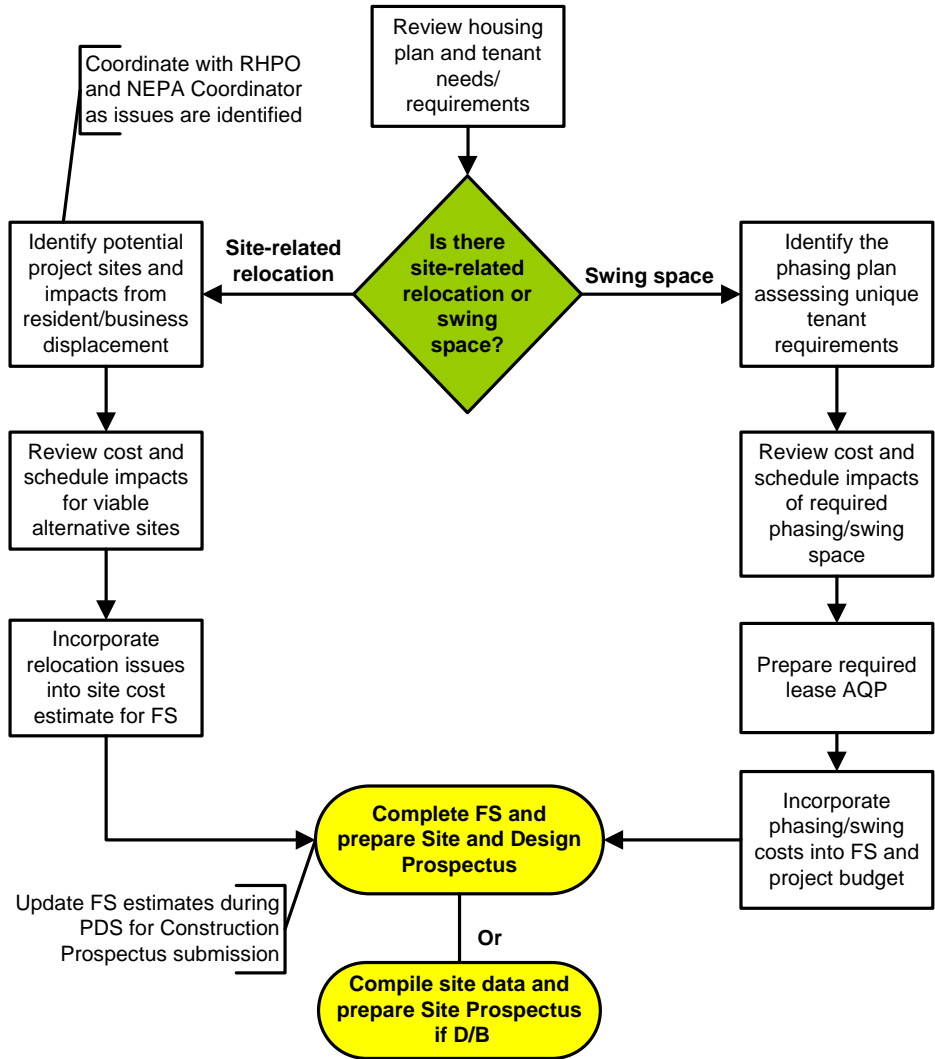 Review housing
plan and tenant
needs/
requirements
Coordinate with RHPO
and NEPA Coordinator
as issues are identified
Is there
site-related
relocation or
swing
space?
Site-related
relocation
Swing space
Identify potential
project sites and
impacts from
resident/business
displacement
Identify the
phasing plan
assessing unique
tenant
requirements
Review cost and
schedule impacts
for viable
alternative sites
Review cost and
schedule impacts
of required
phasing/swing
space
Incorporate
relocation issues
into site cost
estimate for FS
Prepare required
lease AQP
Incorporate
phasing/swing
costs into FS and
project budget
Complete FS and
prepare Site and Design
Prospectus
Update FS estimates during
PDS for Construction
Prospectus submission
Or
Compile site data and
prepare Site Prospectus
if D/B